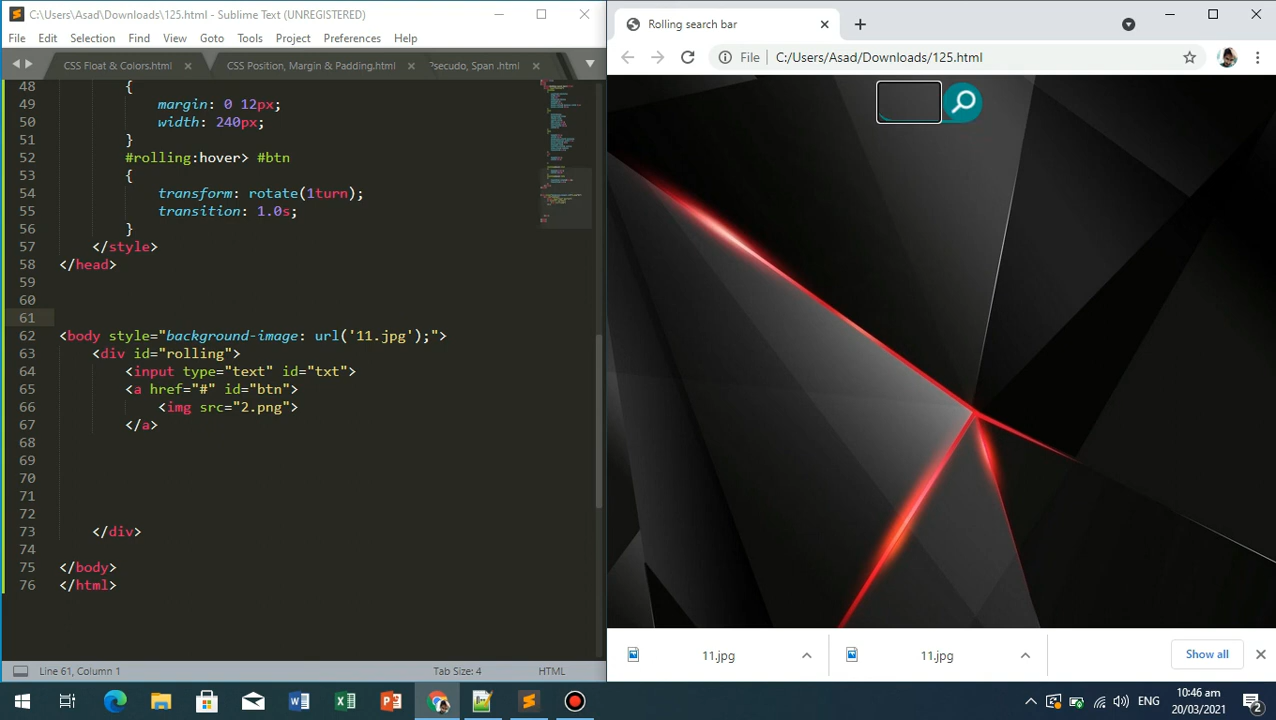 C:\Users\Asad\Downloads\125.html - Sublime Text (UNREGISTERED)
File Edit Selection Find View Goto Tools Project Preferences Help
CSS Float & Colors.html
CSS Position, Margin & Padding.html
?secudo, Span .html
48 {
49 margin: 0 12px;
50 width: 240px;
51 }
52 #rolling:hover> #btn
53 {
54 transform: rotate(1turn);
55 transition: 1.0s;
56 }
57 </style>
58 </head>
59
60
61
62 <body style="background-image: url('11.jpg');">
63 <div id="rolling">
64 <input type="text" id="txt">
65 <a href="#" id="btn">
66 <img src="2.png">
67 </a>
68
69
70
71
72
73 </div>
74
75 </body>
76 </html>
Line 61, Column 1
Tab Size: 4
HTML
Rolling search bar
File C:/Users/Asad/Downloads/125.html
11.jpg
11.jpg
Show all
ENG
10:46 am
20/03/2021
2